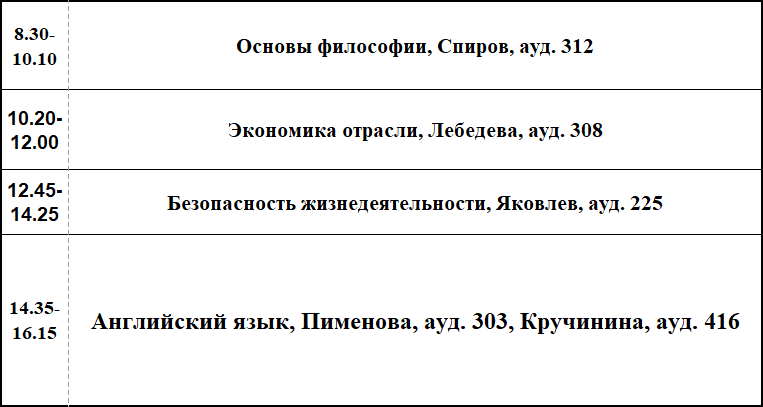 8.30-
10.10
Основы философии, Спиров, ауд. 312
10.20-
12.00
Экономика отрасли, Лебедева, ауд. 308
12.45-
14.25
Безопасность жизнедеятельности, Яковлев, ауд. 225
14.35-
16.15
Английский язык, Пименова, ауд. 303, Кручинина, ауд. 416